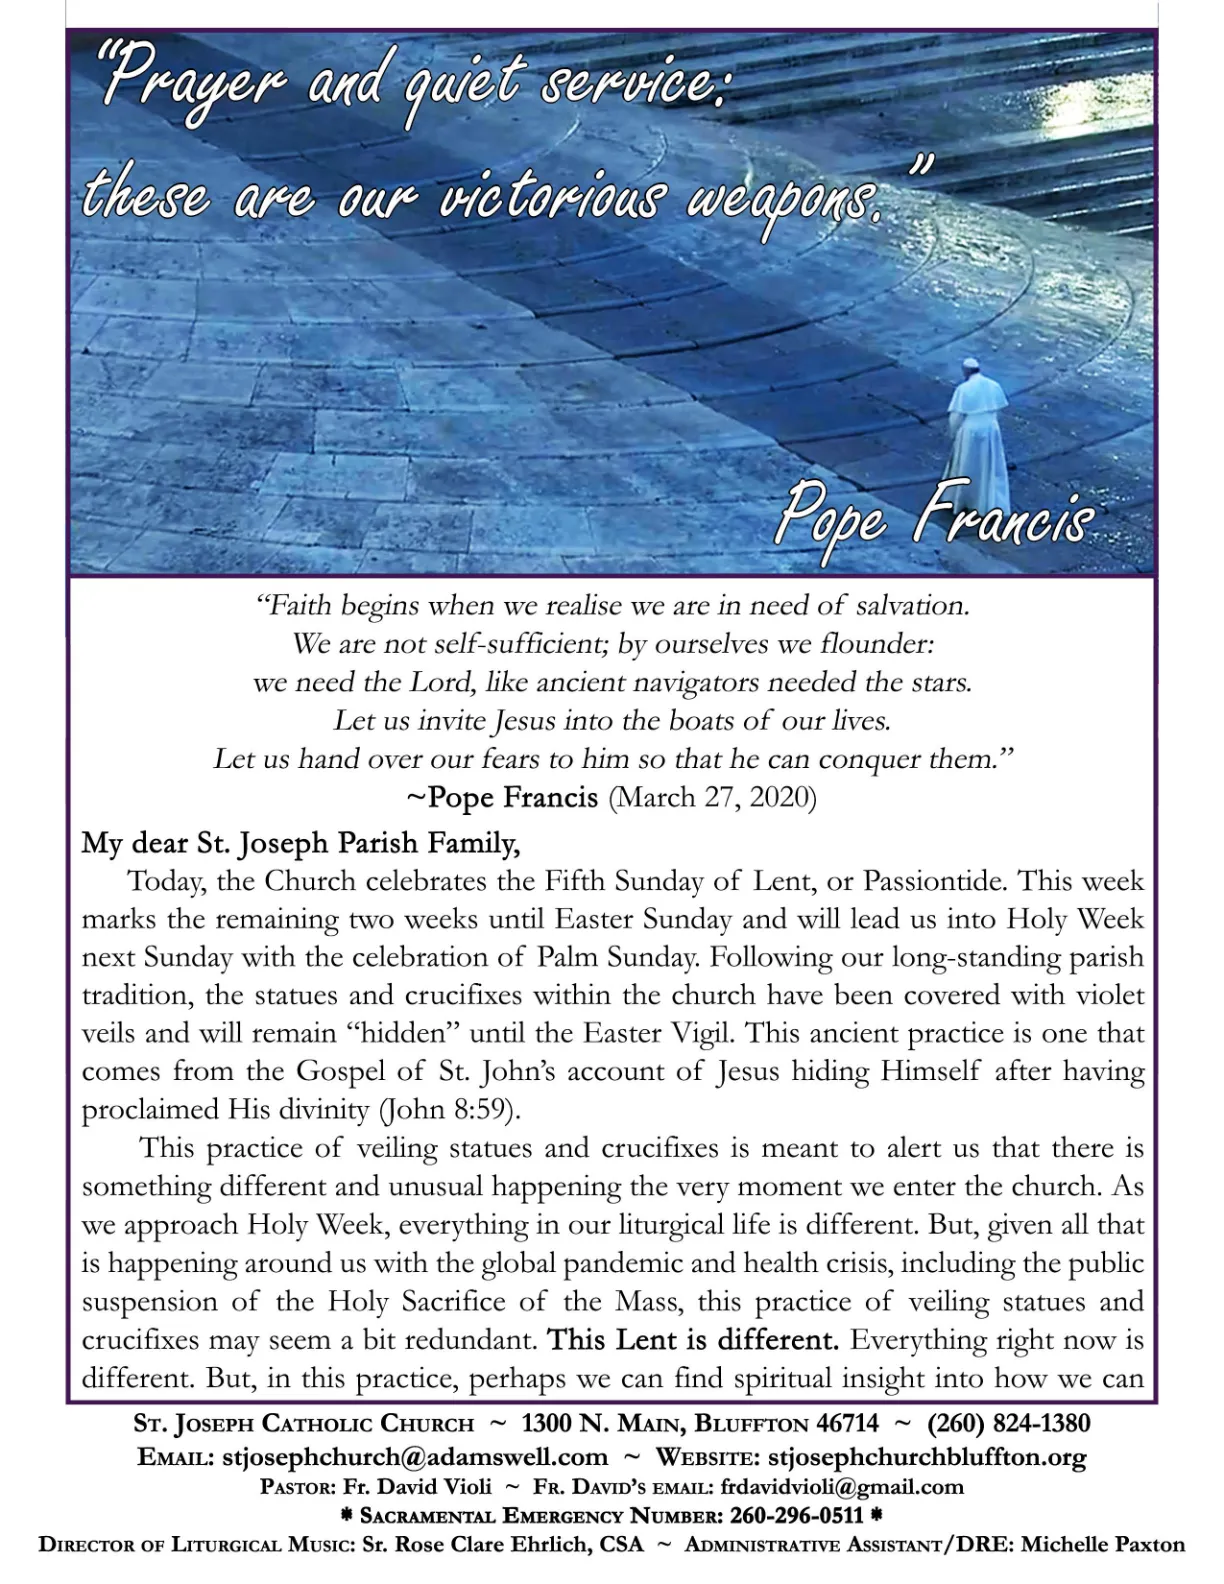 “Prayer and quiet service:
these are our victorious weapons.”
Pope Francis
“Faith begins when we realise we are in need of salvation.
We are not self-sufficient; by ourselves we flounder:
we need the Lord, like ancient navigators needed the stars.
Let us invite Jesus into the boats of our lives.
Let us hand over our fears to him so that he can conquer them.”
~Pope Francis (March 27, 2020)
My dear St. Joseph Parish Family,
Today, the Church celebrates the Fifth Sunday of Lent, or Passiontide. This week
marks the remaining two weeks until Easter Sunday and will lead us into Holy Week
next Sunday with the celebration of Palm Sunday. Following our long-standing parish
tradition, the statues and crucifixes within the church have been covered with violet
veils and will remain “hidden” until the Easter Vigil. This ancient practice is one that
comes from the Gospel of St. John’s account of Jesus hiding Himself after having
proclaimed His divinity (John 8:59).
This practice of veiling statues and crucifixes is meant to alert us that there is
something different and unusual happening the very moment we enter the church. As
we approach Holy Week, everything in our liturgical life is different. But, given all that
is happening around us with the global pandemic and health crisis, including the public
suspension of the Holy Sacrifice of the Mass, this practice of veiling statues and
crucifixes may seem a bit redundant. This Lent is different. Everything right now is
different. But, in this practice, perhaps we can find spiritual insight into how we can
St. Joseph Catholic Church ~ 1300 N. Main, Bluffton 46714 ~ (260) 824-1380
Email: stjosephchurch@adamswell.com ~ Website: stjosephchurchbluffton.org
Pastor: Fr. David Violi ~ Fr. David’s email: frdavidvioli@gmail.com
* Sacramental Emergency Number: 260-296-0511 *
Director of Liturgical Music: Sr. Rose Clare Ehrlich, CSA ~ Administrative Assistant/DRE: Michelle Paxton